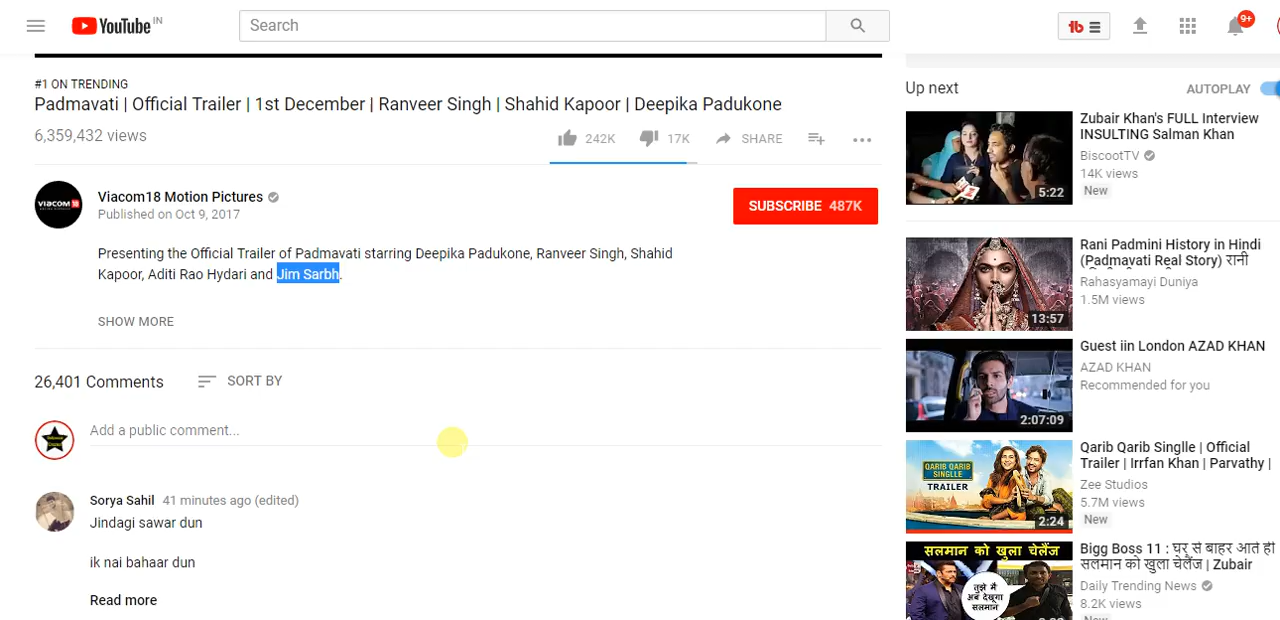 YouTube IN
Search
9+
#1 ON TRENDING
Padmavati | Official Trailer | 1st December | Ranveer Singh | Shahid Kapoor | Deepika Padukone
6,359,432 views
242K
17K
SHARE
VIACOM 18
Viacom18 Motion Pictures
Published on Oct 9, 2017
SUBSCRIBE 487K
Presenting the Official Trailer of Padmavati starring Deepika Padukone, Ranveer Singh, Shahid
Kapoor, Aditi Rao Hydari and Jim Sarbh.
SHOW MORE
26,401 Comments
SORT BY
Add a public comment...
Sorya Sahil 41 minutes ago (edited)
Jindagi sawar dun
ik nai bahaar dun
Read more
Up next
AUTOPLAY
5:22
Zubair Khan's FULL Interview
INSULTING Salman Khan
BiscootTV
14K views
New
13:57
Rani Padmini History in Hindi
(Padmavati Real Story) रानी
Rahasyamayi Duniya
1.5M views
2:07:09
Guest iin London AZAD KHAN
AZAD KHAN
Recommended for you
QARIB QARIB
SINGLLE
TRAILER
2:24
Qarib Qarib Singlle | Official
Trailer | Irrfan Khan | Parvathy |
Zee Studios
5.7M views
New
सलमान को खुला चेलैंज
तुझे मैं
अब देखूगा
सलमान
Bigg Boss 11 : घर से बाहर आते ही
सलमान को खुला चेलैंज | Zubair
Daily Trending News
8.2K views
New